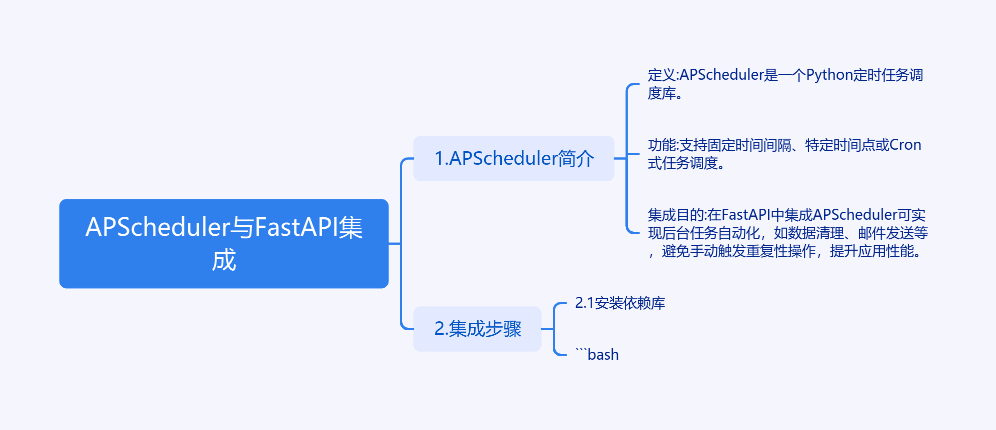 APScheduler与FastAPI集
成
1.APScheduler简介
定义:APScheduler是一个Python定时任务调
度库。
功能:支持固定时间间隔、特定时间点或Cron
式任务调度。
集成目的:在FastAPI中集成APScheduler可实
现后台任务自动化，如数据清理、邮件发送等
，避免手动触发重复性操作，提升应用性能。
2.集成步骤
2.1安装依赖库
```bash